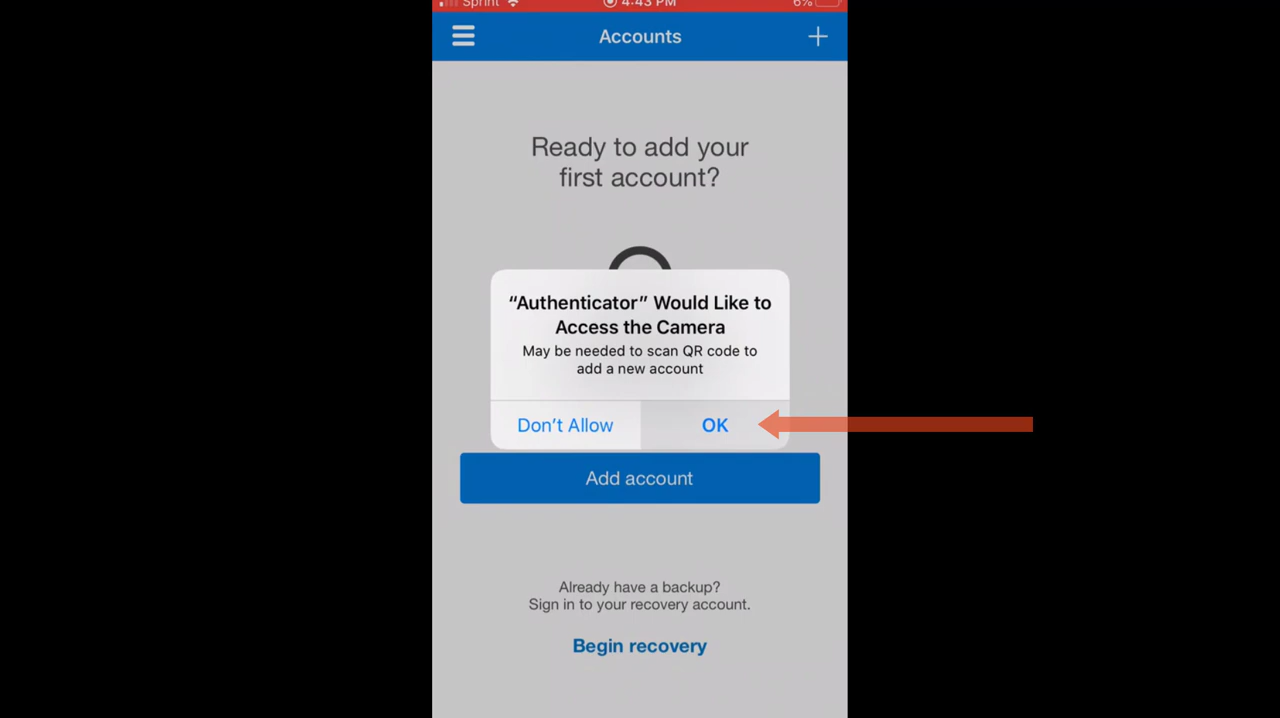 Sprint 4:43 PM 6%
Accounts
Ready to add your
first account?
“Authenticator” Would Like to
Access the Camera
May be needed to scan QR code to
add a new account
Don’t Allow OK
Add account
Already have a backup?
Sign in to your recovery account.
Begin recovery